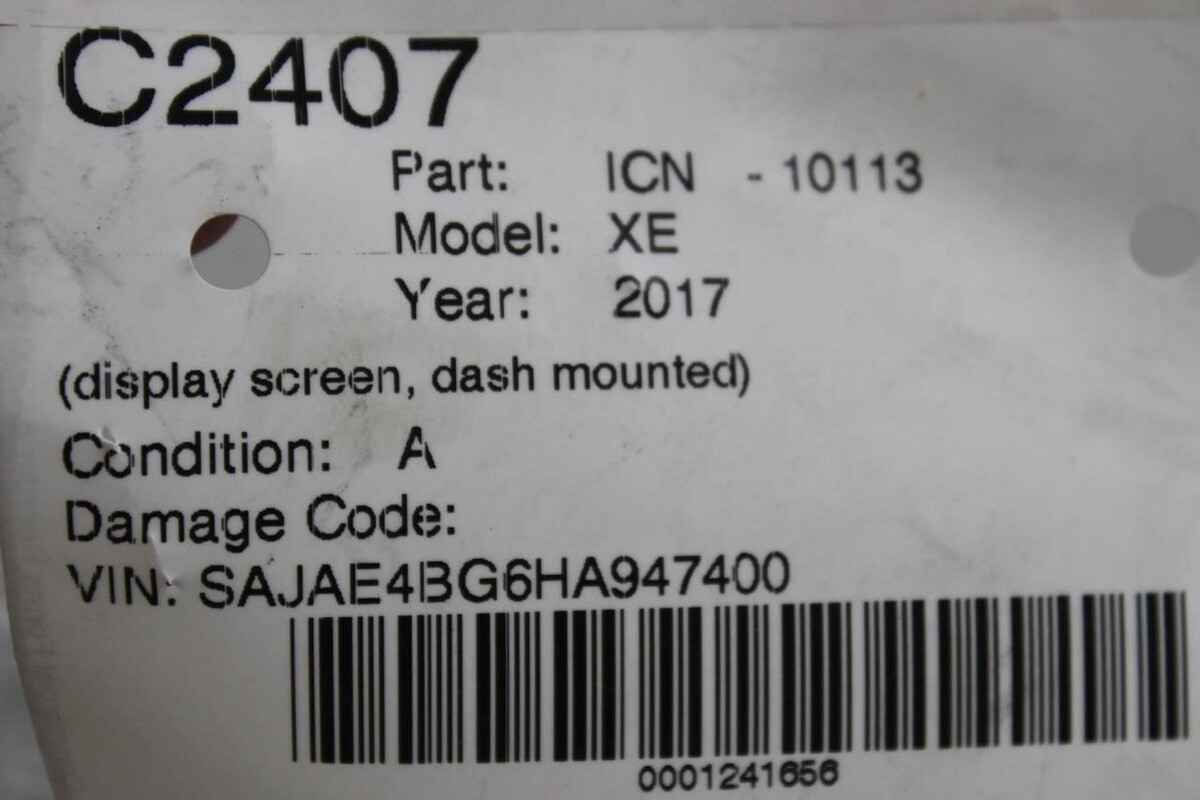 C2407
Part: ICN - 10113
Model: XE
Year: 2017
(display screen, dash mounted)
Condition: A
Damage Code:
VIN: SAJAE4BG6HA947400
0001241656